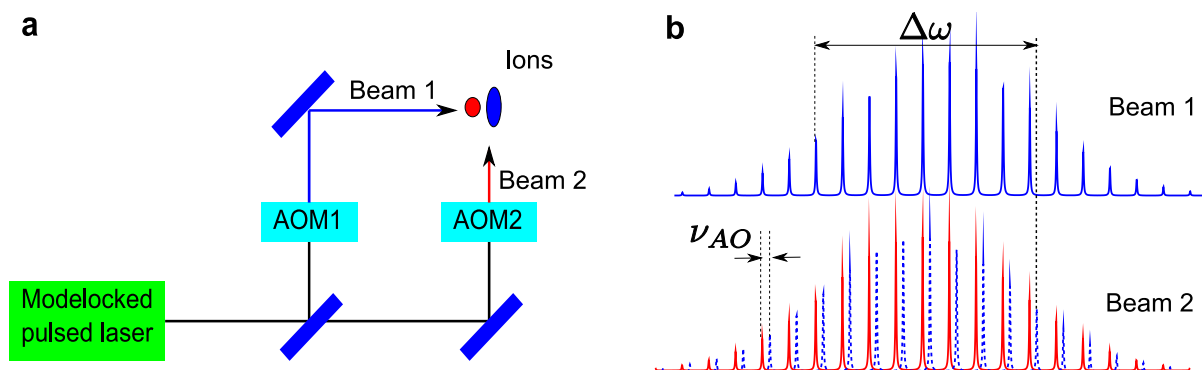 a
Ions
Beam 1
Beam 2
AOM1
AOM2
Modelocked
pulsed laser
b
Δω
Beam 1
ν_AO
Beam 2